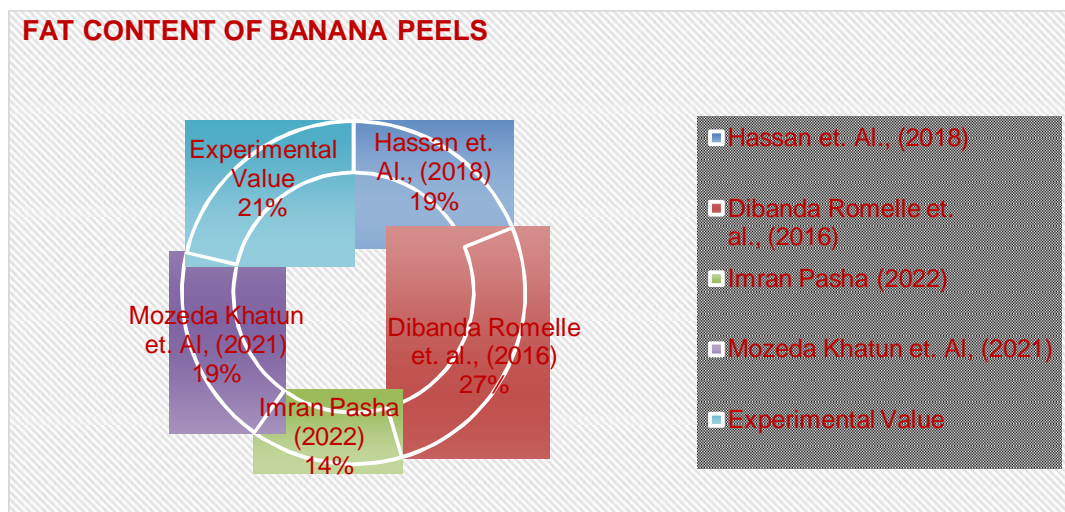 FAT CONTENT OF BANANA PEELS
Experimental
Value
21%
Hassan et.
Al., (2018)
19%
Dibanda Romelle
et. al., (2016)
27%
Imran Pasha
(2022)
14%
Mozeda Khatun
et. Al, (2021)
19%
Hassan et. Al., (2018)
Dibanda Romelle et.
al., (2016)
Imran Pasha (2022)
Mozeda Khatun et. Al, (2021)
Experimental Value